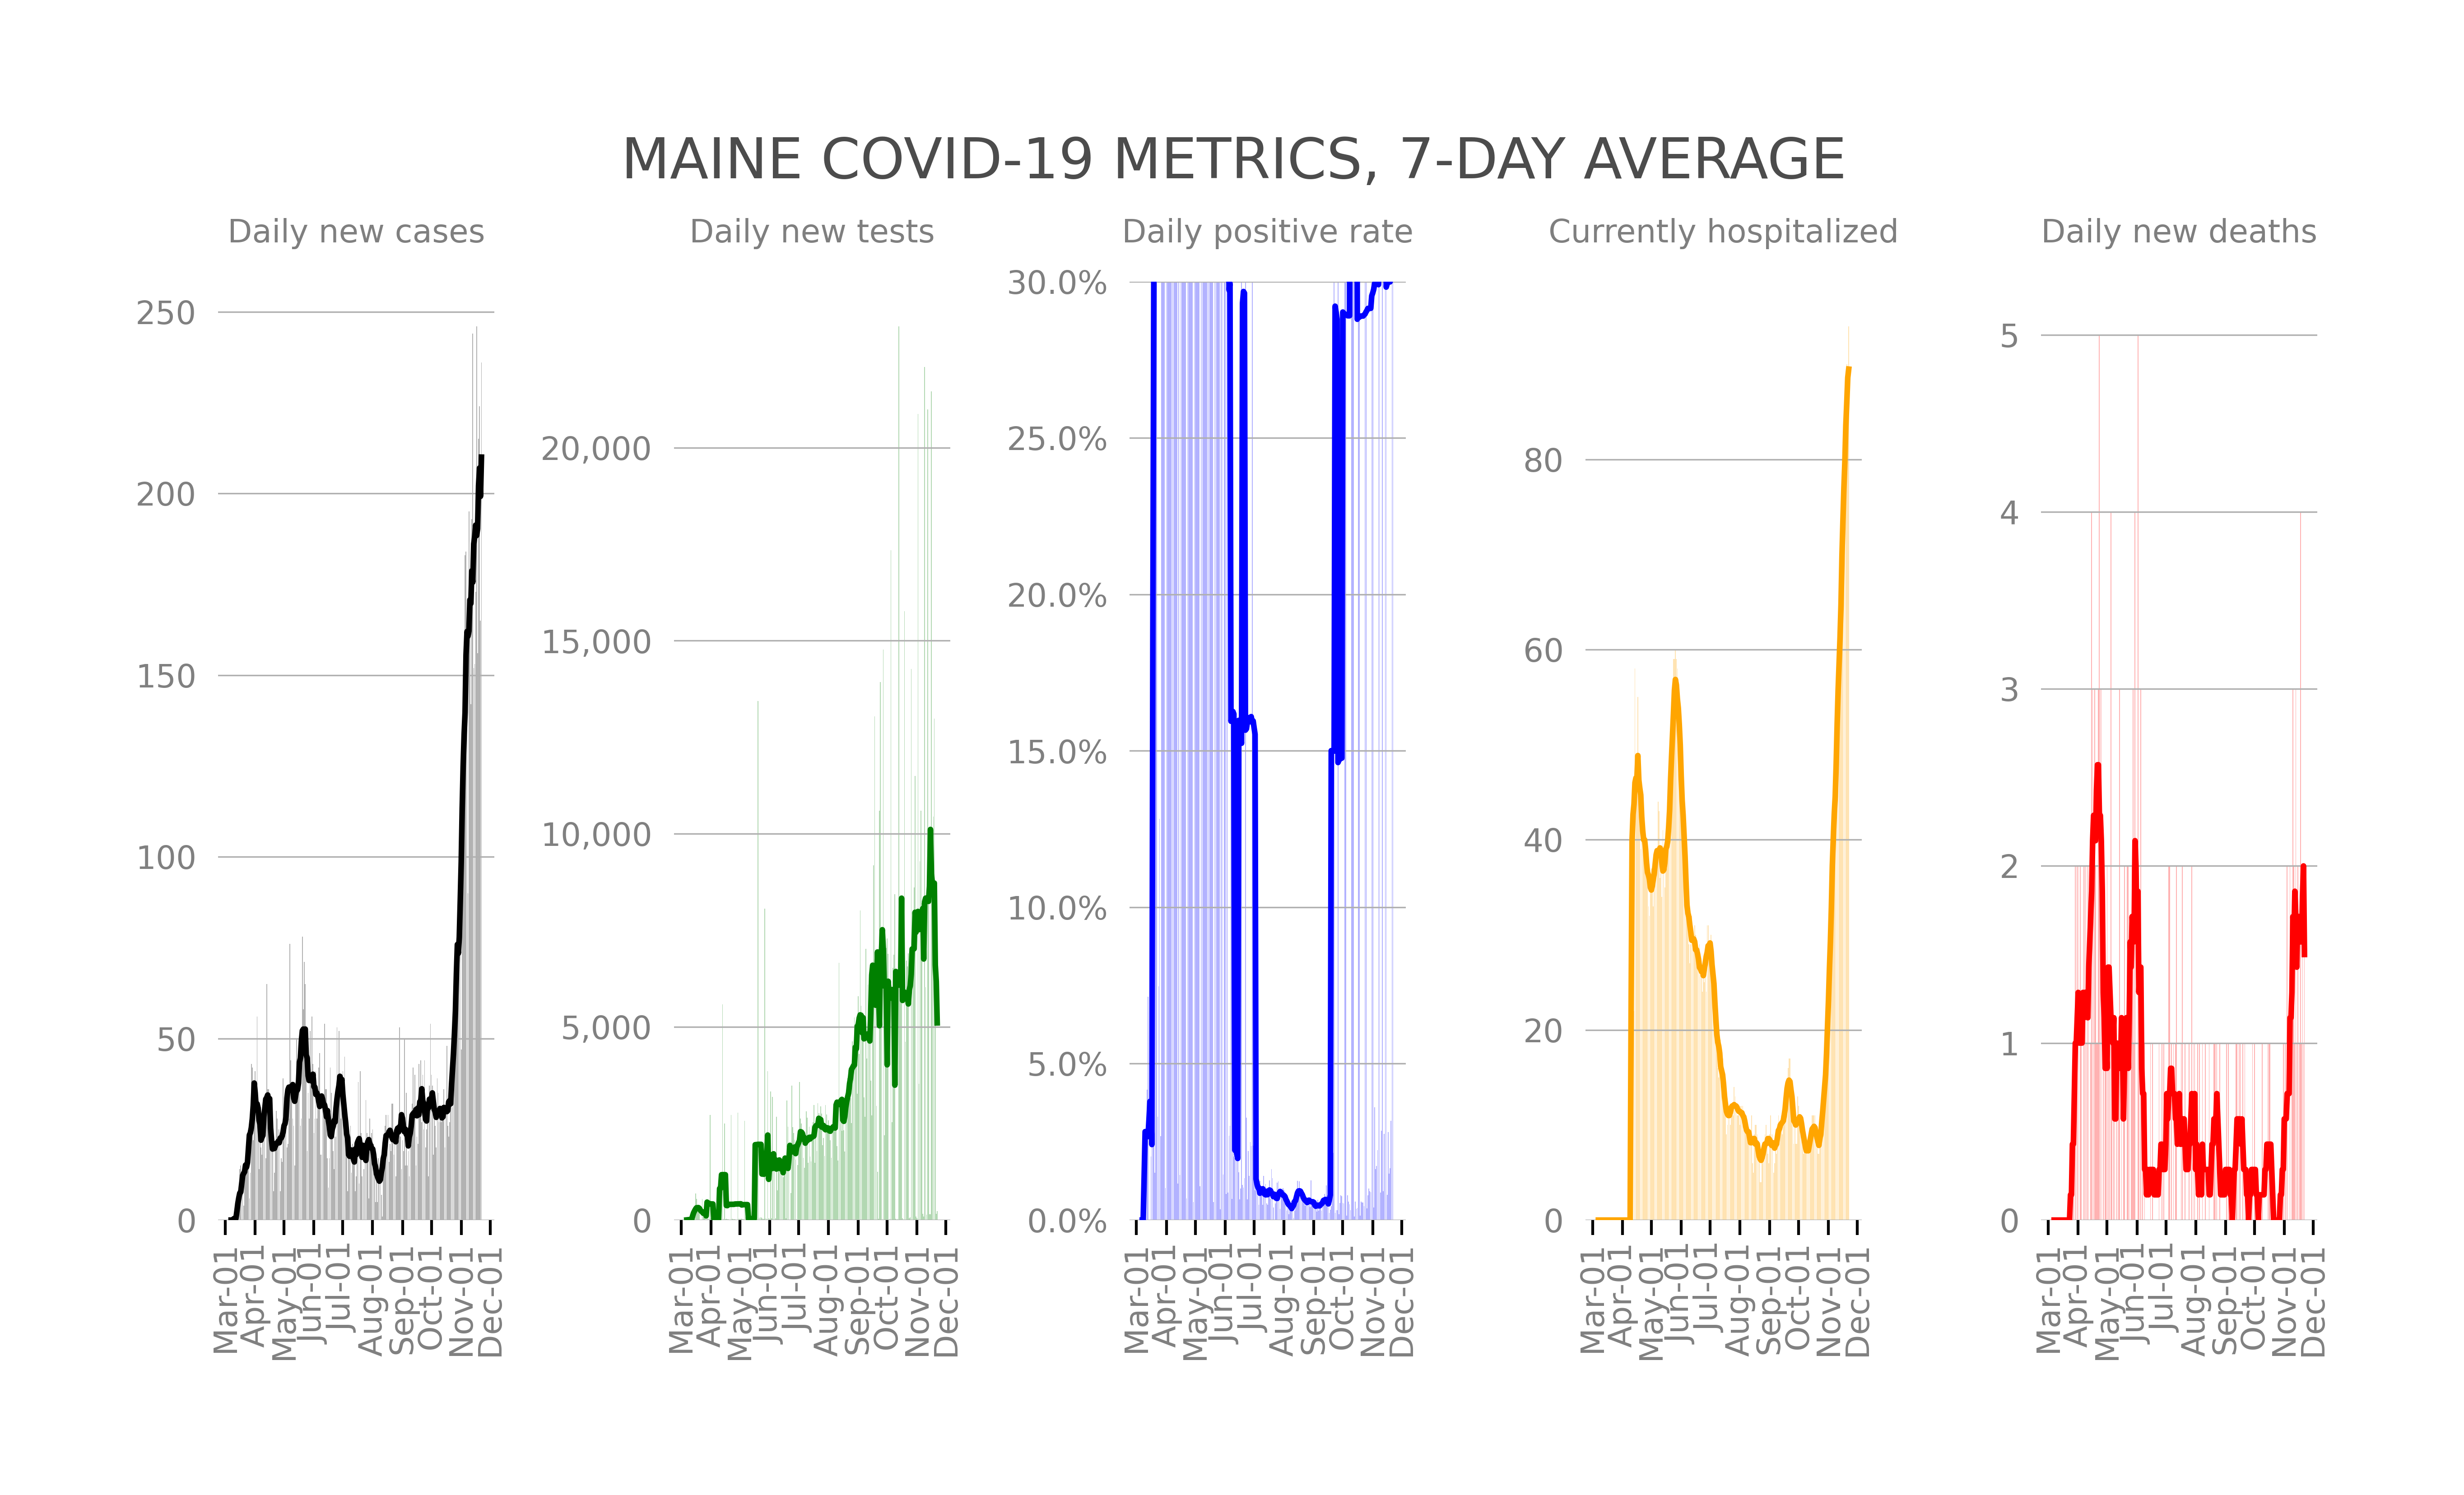 MAINE COVID-19 METRICS, 7-DAY AVERAGE
Daily new cases
250
200
150
100
50
0
Mar-01
Apr-01
May-01
Jun-01
Jul-01
Aug-01
Sep-01
Oct-01
Nov-01
Dec-01
Daily new tests
20,000
15,000
10,000
5,000
0
Mar-01
Apr-01
May-01
Jun-01
Jul-01
Aug-01
Sep-01
Oct-01
Nov-01
Dec-01
Daily positive rate
30.0%
25.0%
20.0%
15.0%
10.0%
5.0%
0.0%
Mar-01
Apr-01
May-01
Jun-01
Jul-01
Aug-01
Sep-01
Oct-01
Nov-01
Dec-01
Currently hospitalized
80
60
40
20
0
Mar-01
Apr-01
May-01
Jun-01
Jul-01
Aug-01
Sep-01
Oct-01
Nov-01
Dec-01
Daily new deaths
5
4
3
2
1
0
Mar-01
Apr-01
May-01
Jun-01
Jul-01
Aug-01
Sep-01
Oct-01
Nov-01
Dec-01